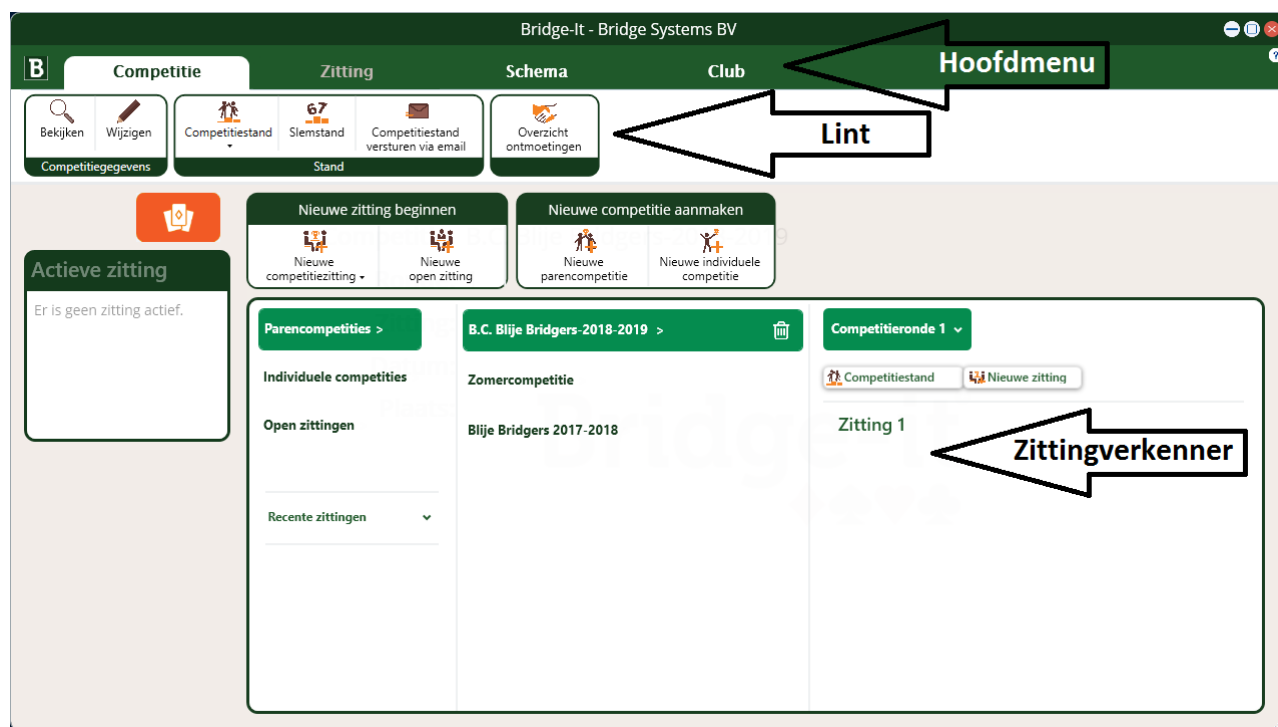 Bridge-It - Bridge Systems BV
B Competitie Zitting Schema Club Hoofdmenu
?
Bekijken Wijzigen
Competitiegegevens
Competitiestand Slemstand Competitiestand
versturen via email
67
Stand
Overzicht
ontmoetingen
Lint
Nieuwe zitting beginnen
Nieuwe
competitiezitting
Nieuwe
open zitting
Nieuwe competitie aanmaken
Nieuwe
parencompetitie
Nieuwe individuele
competitie
Actieve zitting
Er is geen zitting actief.
Parencompetities >
Individuele competities
Open zittingen
Recente zittingen
B.C. Blije Bridgers-2018-2019 >
Zomercompetitie
Blije Bridgers 2017-2018
Competitieronde 1
Competitiestand Nieuwe zitting
Zitting 1
Zittingverkenner
Bridge-it